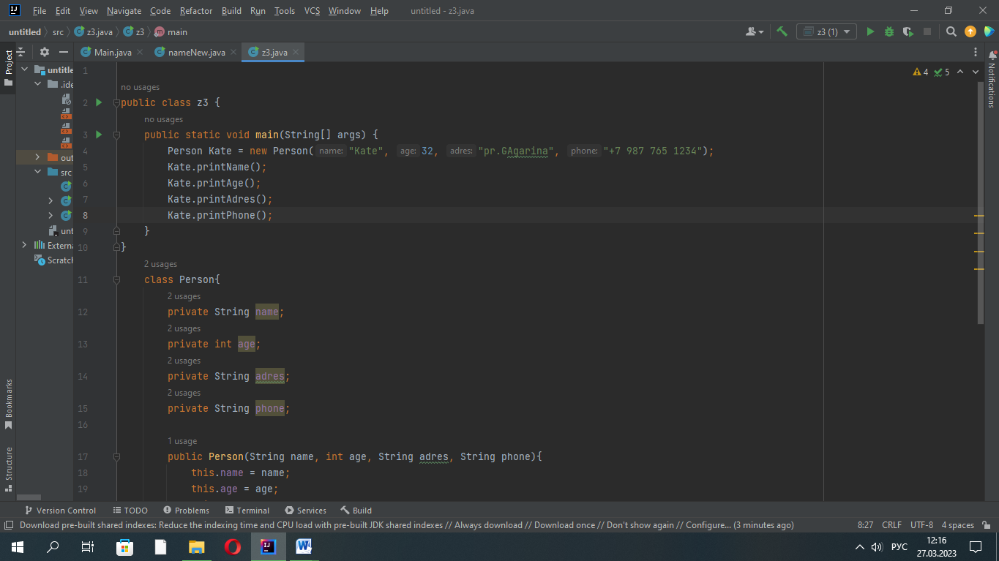 File Edit View Navigate Code Refactor Build Run Tools VCS Window Help untitled - z3.java
untitled src z3.java z3 main z3 (1)
Project
Main.java nameNew.java z3.java
untitle
.ide
out
src
unt
Externa
Scratch
4 5
Notifications
1
no usages
2 public class z3 {
no usages
3 public static void main(String[] args) {
4 Person Kate = new Person( name: "Kate", age: 32, adres: "pr.GAgarina", phone: "+7 987 765 1234");
5 Kate.printName();
6 Kate.printAge();
7 Kate.printAdres();
8 Kate.printPhone();
9 }
10 }
2 usages
11 class Person{
2 usages
12 private String name;
2 usages
13 private int age;
2 usages
14 private String adres;
2 usages
15 private String phone;
16
1 usage
17 public Person(String name, int age, String adres, String phone){
18 this.name = name;
19 this.age = age;
Bookmarks
Structure
Version Control TODO Problems Terminal Services Build
Download pre-built shared indexes: Reduce the indexing time and CPU load with pre-built JDK shared indexes // Always download // Download once // Don't show again // Configure... (3 minutes ago) 8:27 CRLF UTF-8 4 spaces
РУС
12:16
27.03.2023